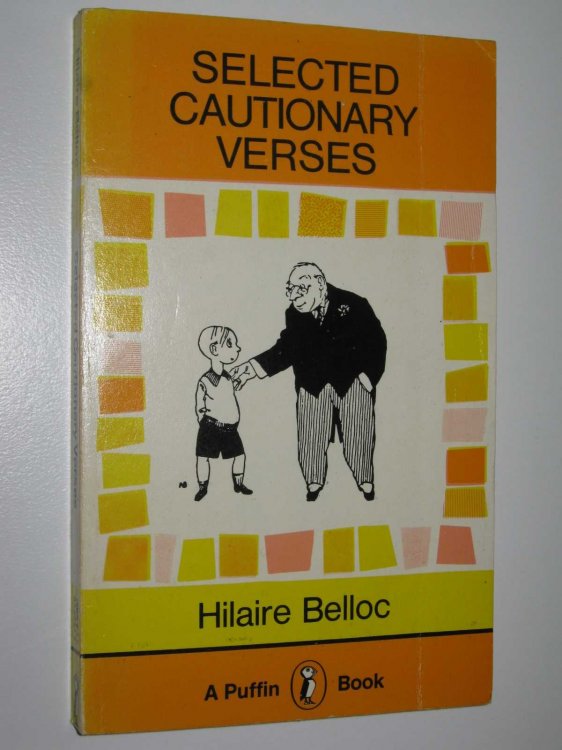 SELECTED
CAUTIONARY
VERSES
Hilaire Belloc
A Puffin Book